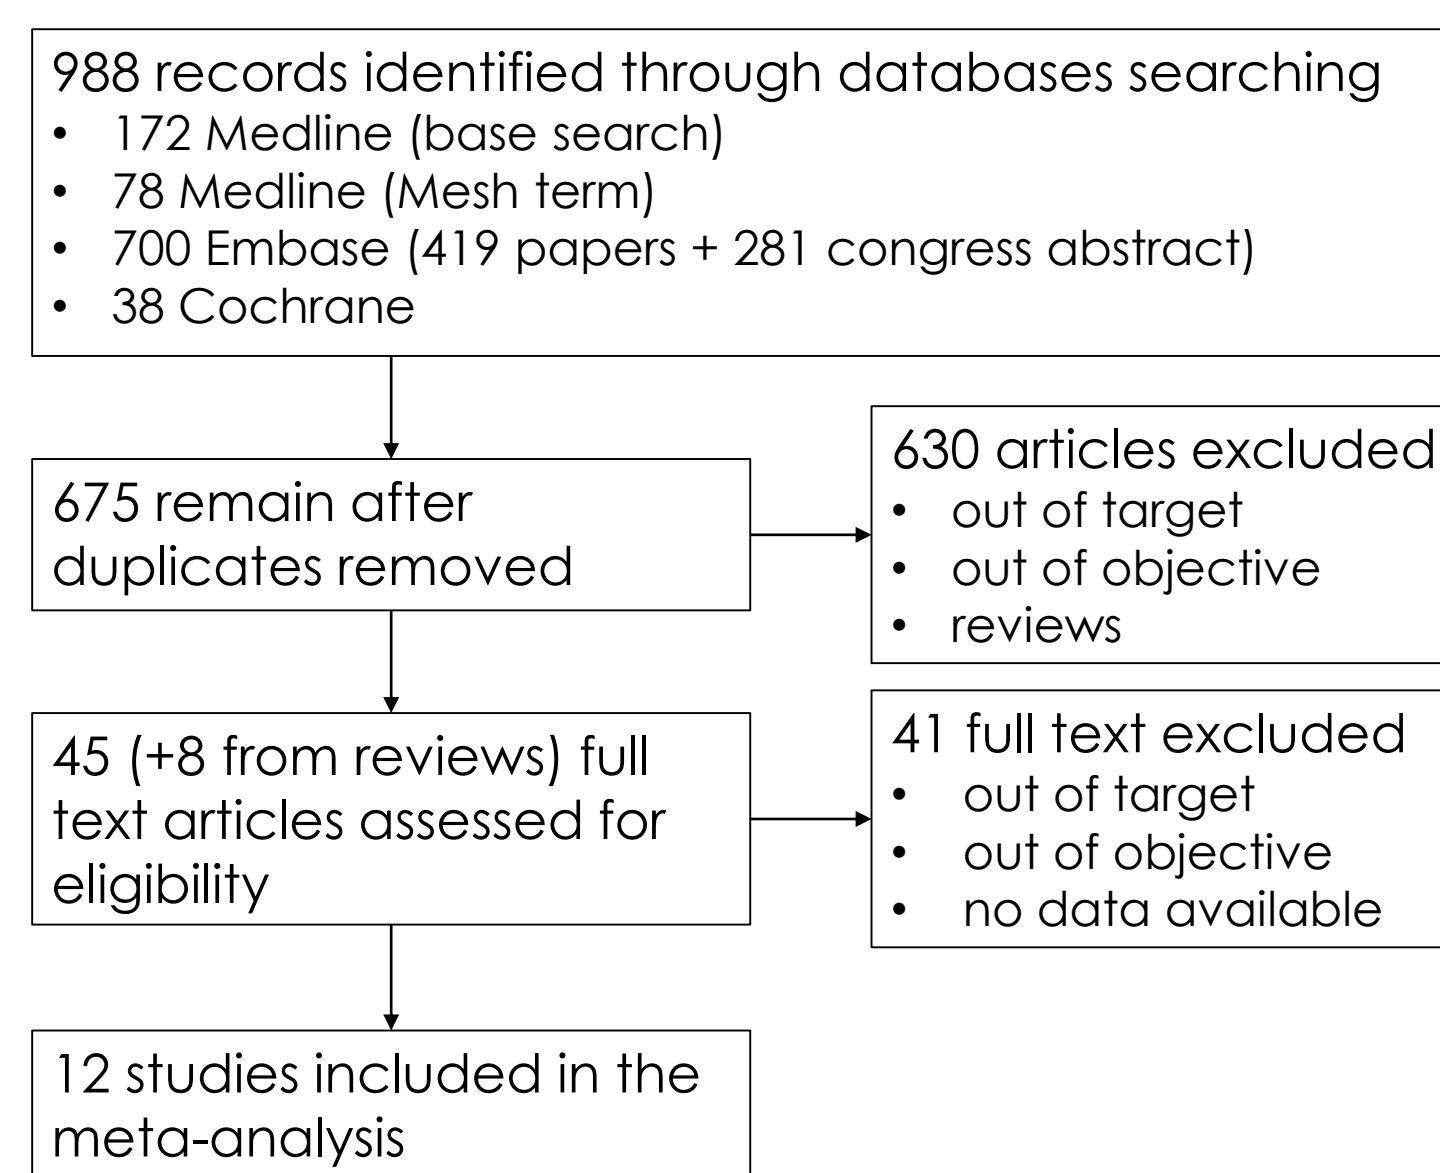 988 records identified through databases searching
• 172 Medline (base search)
• 78 Medline (Mesh term)
• 700 Embase (419 papers + 281 congress abstract)
• 38 Cochrane
675 remain after
duplicates removed
630 articles excluded
• out of target
• out of objective
• reviews
45 (+8 from reviews) full
text articles assessed for
eligibility
41 full text excluded
• out of target
• out of objective
• no data available
12 studies included in the
meta-analysis